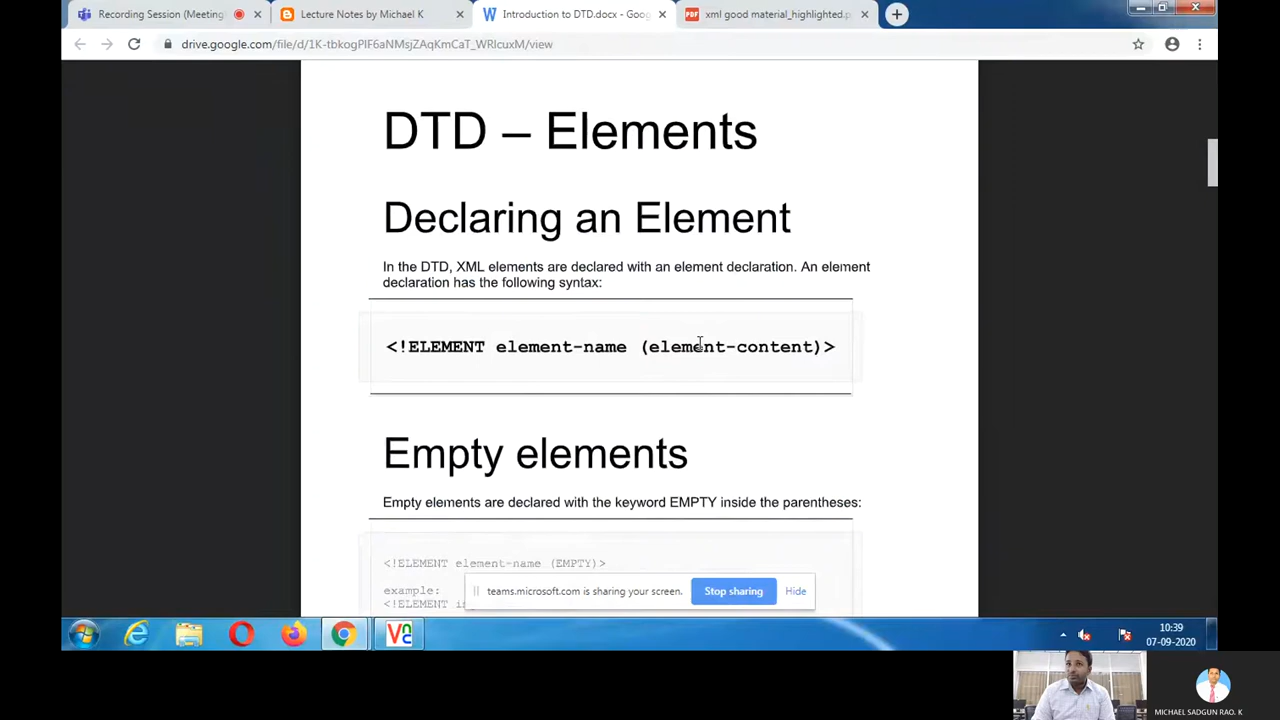 Recording Session (Meeting
Lecture Notes by Michael K
Introduction to DTD.docx - Goog
xml good material_highlighted.p
drive.google.com/file/d/1K-tbkogPIF6aNMsjZAqKmCaT_WRlcuxM/view
DTD – Elements
Declaring an Element
In the DTD, XML elements are declared with an element declaration. An element
declaration has the following syntax:
<!ELEMENT element-name (element-content)>
Empty elements
Empty elements are declared with the keyword EMPTY inside the parentheses:
<!ELEMENT element-name (EMPTY)>
example:
<!ELEMENT
teams.microsoft.com is sharing your screen.
Stop sharing
Hide
10:39
07-09-2020
MICHAEL SADGUN RAO. K